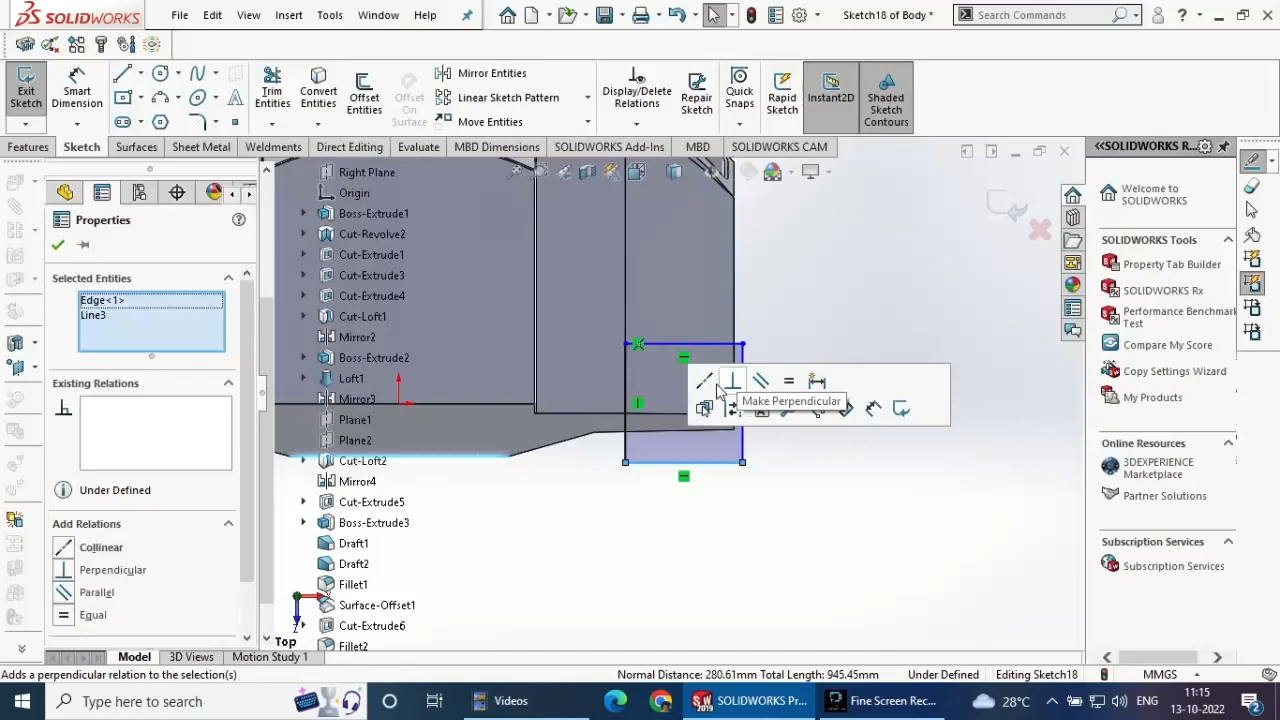 SOLIDWORKS
File Edit View Insert Tools Window Help
Sketch18 of Body *
Search Commands
Exit Sketch
Smart Dimension
Trim Entities
Convert Entities
Offset Entities
Offset On Surface
Mirror Entities
Linear Sketch Pattern
Move Entities
Display/Delete Relations
Repair Sketch
Quick Snaps
Rapid Sketch
Instant2D
Shaded Sketch Contours
Features Sketch Surfaces Sheet Metal Weldments Direct Editing Evaluate MBD Dimensions SOLIDWORKS Add-Ins MBD SOLIDWORKS CAM
Properties
Selected Entities
Edge<1>
Line3
Existing Relations
Under Defined
Add Relations
Collinear
Perpendicular
Parallel
Equal
Right Plane
Origin
Boss-Extrude1
Cut-Revolve2
Cut-Extrude1
Cut-Extrude3
Cut-Extrude4
Cut-Loft1
Mirror2
Boss-Extrude2
Loft1
Mirror3
Plane1
Plane2
Cut-Loft2
Mirror4
Cut-Extrude5
Boss-Extrude3
Draft1
Draft2
Fillet1
Surface-Offset1
Cut-Extrude6
Fillet2
Make Perpendicular
Top
<<SOLIDWORKS R...
Welcome to SOLIDWORKS
SOLIDWORKS Tools
Property Tab Builder
SOLIDWORKS Rx
Performance Benchmark Test
Compare My Score
Copy Settings Wizard
My Products
Community
3DEXPERIENCE Marketplace
Partner Solutions
Online Resources
Subscription Services
Subscription Services
Model 3D Views Motion Study 1
Adds a perpendicular relation to the selection(s)
Normal Distance: 280.61mm Total Length: 945.45mm Under Defined Editing Sketch18 MMGS
Type here to search
Videos
SOLIDWORKS Pr...
Fine Screen Rec...
28°C
ENG
11:15
13-10-2022
2